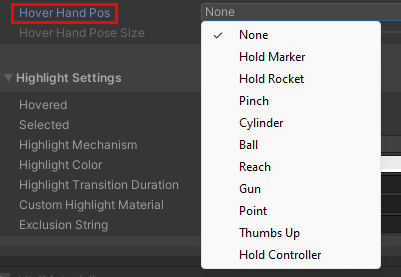 Hover Hand Pos
None
Hover Hand Pose Size
✓ None
Hold Marker
Hold Rocket
Pinch
Cylinder
Ball
Reach
Gun
Point
Thumbs Up
Hold Controller
Highlight Settings
Hovered
Selected
Highlight Mechanism
Highlight Color
Highlight Transition Duration
Custom Highlight Material
Exclusion String